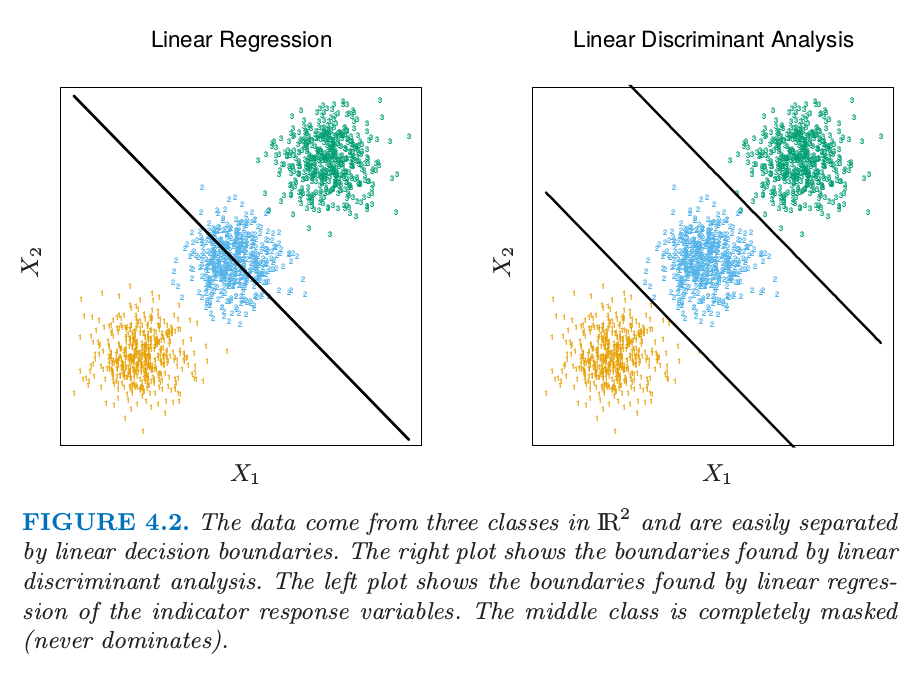 Linear Regression
Linear Discriminant Analysis
X₂
X₁
X₂
X₁
FIGURE 4.2. The data come from three classes in ℝ² and are easily separated
by linear decision boundaries. The right plot shows the boundaries found by linear
discriminant analysis. The left plot shows the boundaries found by linear regres-
sion of the indicator response variables. The middle class is completely masked
(never dominates).